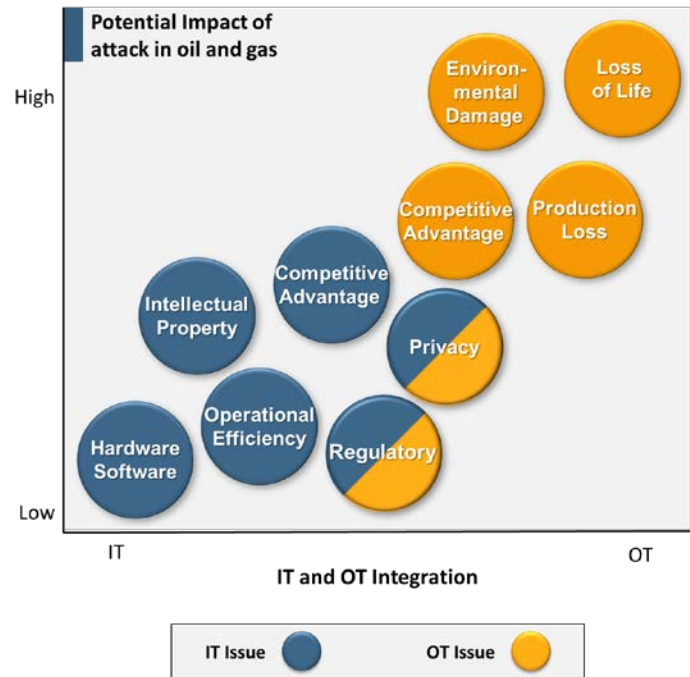 Potential Impact of
attack in oil and gas
High
Environ-
mental
Damage
Loss
of Life
Competitive
Advantage
Production
Loss
Competitive
Advantage
Intellectual
Property
Privacy
Operational
Efficiency
Hardware
Software
Regulatory
Low
IT
OT
IT and OT Integration
IT Issue
OT Issue